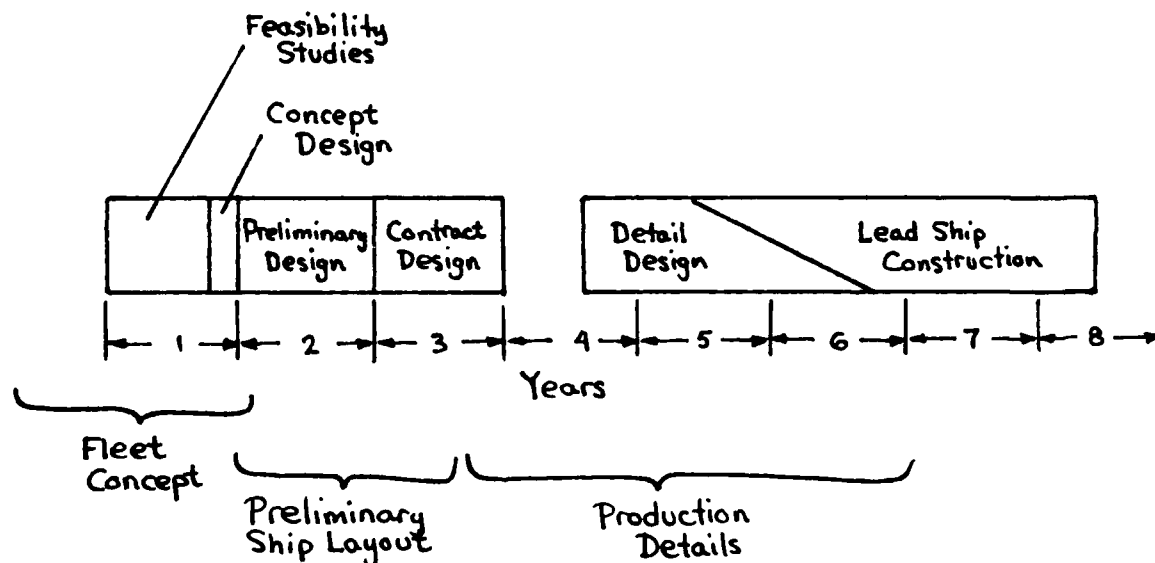 Feasibility
Studies
Concept
Design
Preliminary
Design
Contract
Design
Detail
Design
Lead Ship
Construction
1 2 3 4 5 6 7 8
Years
Fleet
Concept
Preliminary
Ship Layout
Production
Details